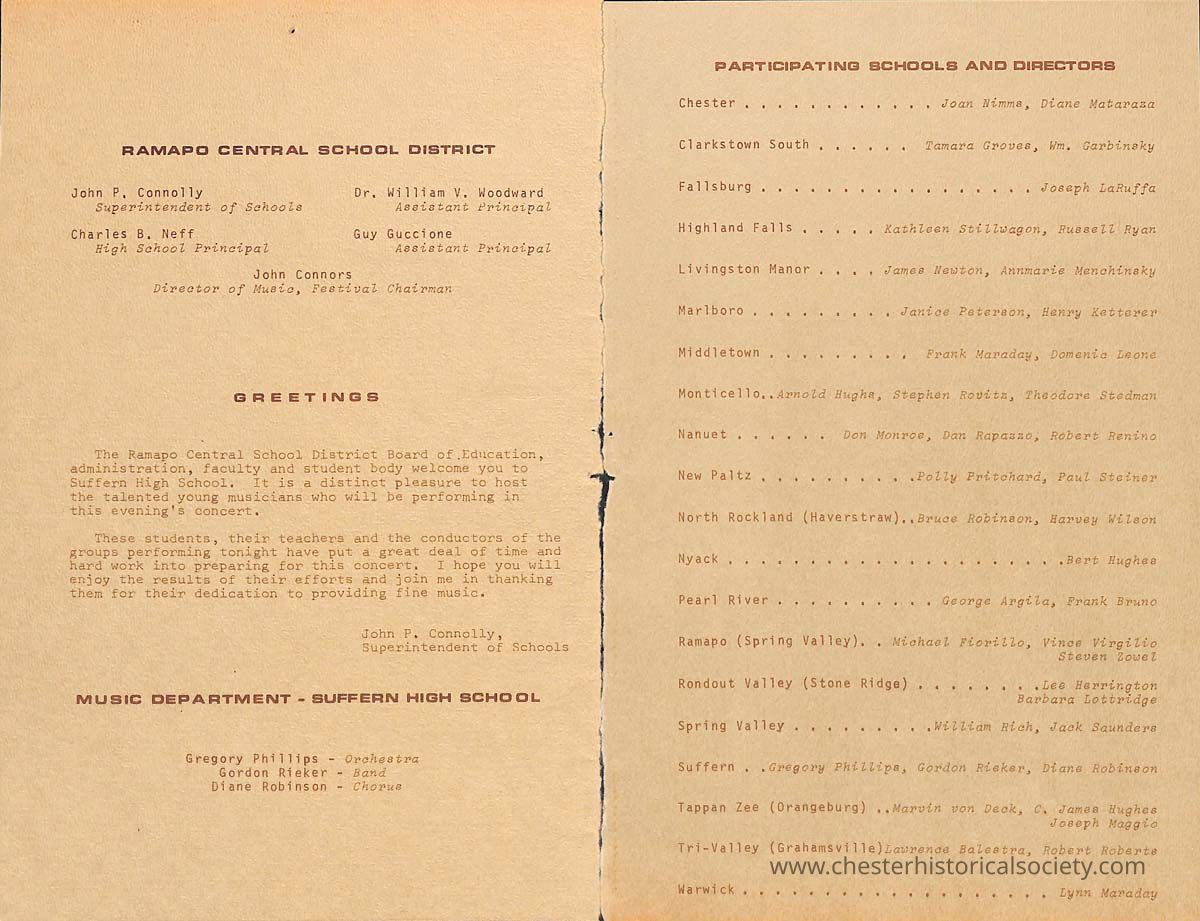 RAMAPO CENTRAL SCHOOL DISTRICT
John P. Connolly
Superintendent of Schools
Dr. William V. Woodward
Assistant Principal
Charles B. Neff
High School Principal
Guy Guccione
Assistant Principal
John Connors
Director of Music, Festival Chairman
GREETINGS
The Ramapo Central School District Board of Education,
administration, faculty and student body welcome you to
Suffern High School. It is a distinct pleasure to host
the talented young musicians who will be performing in
this evening's concert.
These students, their teachers and the conductors of the
groups performing tonight have put a great deal of time and
hard work into preparing for this concert. I hope you will
enjoy the results of their efforts and join me in thanking
them for their dedication to providing fine music.
John P. Connolly,
Superintendent of Schools
MUSIC DEPARTMENT - SUFFERN HIGH SCHOOL
Gregory Phillips - Orchestra
Gordon Rieker - Band
Diane Robinson - Chorus
PARTICIPATING SCHOOLS AND DIRECTORS
Chester . . . . . . . . . . . . Joan Nimms, Diane Mataraza
Clarkstown South . . . . . . Tamara Groves, Wm. Garbinsky
Fallsburg . . . . . . . . . . . . . . . . . Joseph LaRuffa
Highland Falls . . . . . Kathleen Stillwagon, Russell Ryan
Livingston Manor . . . . James Newton, Annmarie Menchinsky
Marlboro . . . . . . . . . Janice Peterson, Henry Ketterer
Middletown . . . . . . . . . Frank Maraday, Domenic Leone
Monticello..Arnold Hughs, Stephen Rovitz, Theodore Stedman
Nanuet . . . . . . Don Monroe, Dan Rapazzo, Robert Renino
New Paltz . . . . . . . . . .Polly Pritchard, Paul Steiner
North Rockland (Haverstraw)..Bruce Robinson, Harvey Wilson
Nyack . . . . . . . . . . . . . . . . . . . . .Bert Hughes
Pearl River . . . . . . . . . . George Argila, Frank Bruno
Ramapo (Spring Valley). . Michael Fiorillo, Vince Virgilio
Steven Zowel
Rondout Valley (Stone Ridge) . . . . . . . .Lee Herrington
Barbara Lottridge
Spring Valley . . . . . . . . .William Rich, Jack Saunders
Suffern . .Gregory Phillips, Gordon Rieker, Diane Robinson
Tappan Zee (Orangeburg) ..Marvin von Deck, C. James Hughes
Joseph Maggio
Tri-Valley (Grahamsville)Lawrence Balestra, Robert Roberts
www.chesterhistoricalsociety.com
Warwick . . . . . . . . . . . . . . . . . . . Lynn Maraday